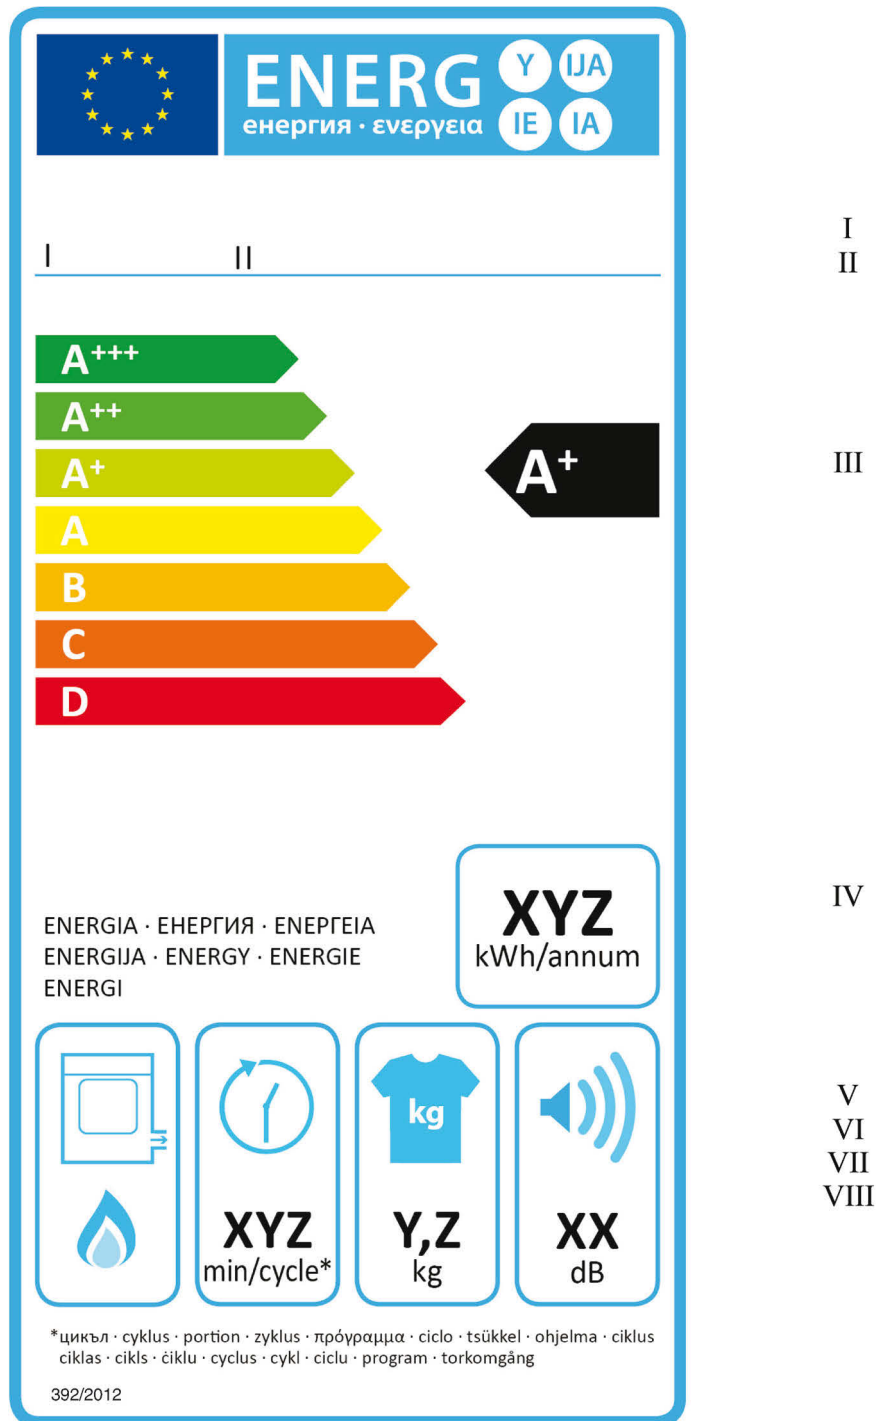 ENERG Y IJA
енергия · ενεργεια IE IA
I II
I
II
A+++
A++
A+
A
B
C
D
A+
III
XYZ
kWh/annum
IV
ENERGIA · ЕНЕРГИЯ · ΕΝΕΡΓΕΙΑ
ENERGIJA · ENERGY · ENERGIE
ENERGI
V
VI
VII
VIII
XYZ
min/cycle*
kg
Y,Z
kg
XX
dB
*цикъл · cyklus · portion · zyklus · πρόγραμμα · ciclo · tsükkel · ohjelma · ciklus
ciklas · cikls · ċiklu · cyclus · cykl · ciclu · program · torkomgång
392/2012